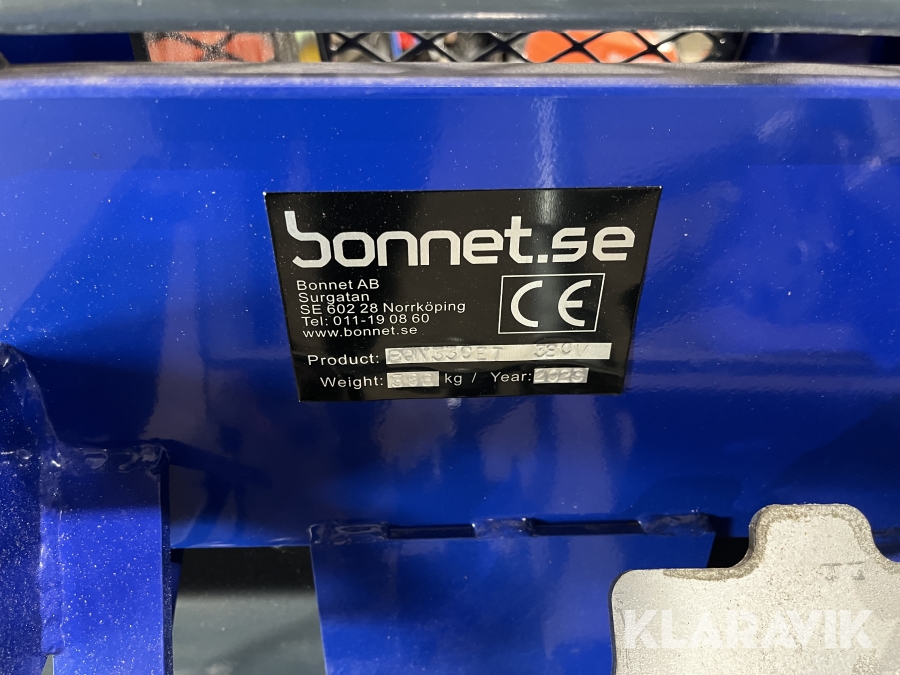 bonnet.se
Bonnet AB
Surgatan
SE 602 28 Norrköping
Tel: 011-19 08 60
www.bonnet.se
CE
Product:
Weight: kg / Year:
KLARAVIK